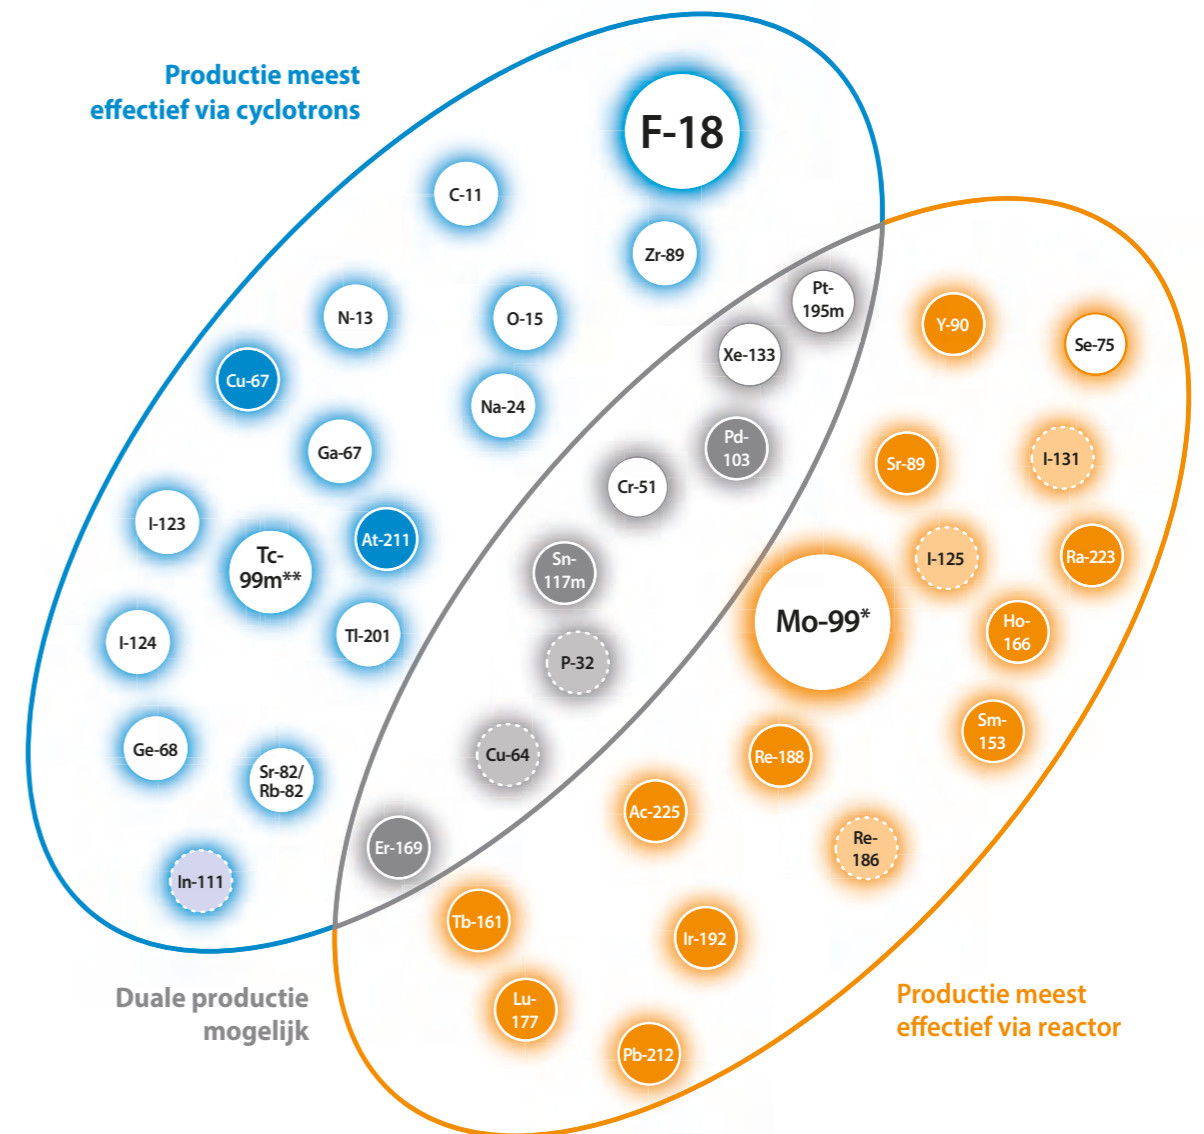 Productie meest
effectief via cyclotrons
F-18
C-11
Zr-89
N-13
O-15
Cu-67
Na-24
Ga-67
I-123
Tc-
99m**
At-211
I-124
Tl-201
Ge-68
Sr-82/
Rb-82
In-111
Pt-
195m
Xe-133
Pd-
103
Cr-51
Sn-
117m
P-32
Cu-64
Er-169
Duale productie
mogelijk
Y-90
Se-75
Sr-89
I-131
I-125
Ra-223
Mo-99*
Ho-
166
Sm-
153
Re-188
Ac-225
Re-
186
Tb-161
Ir-192
Lu-
177
Pb-212
Productie meest
effectief via reactor